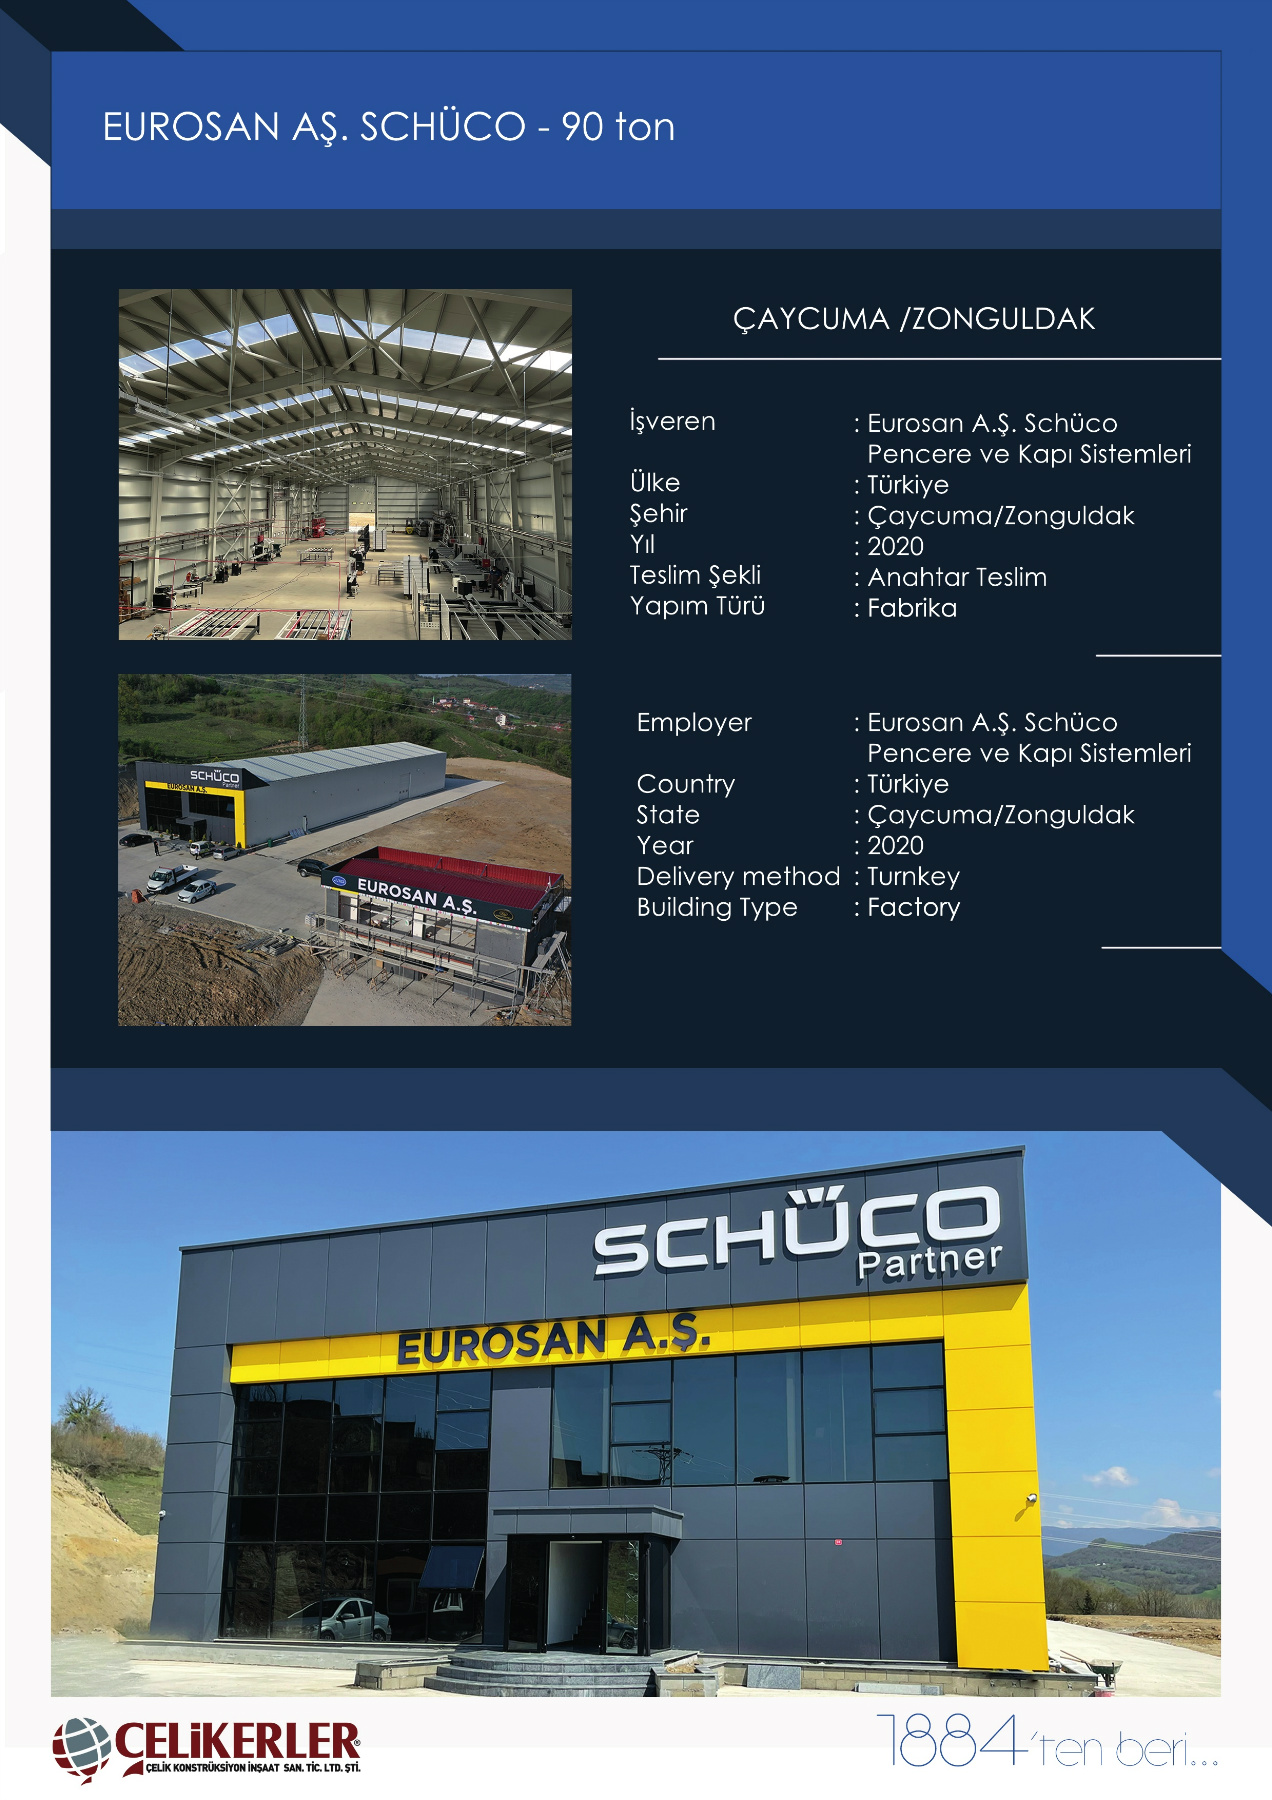 EUROSAN AŞ. SCHÜCO - 90 ton
ÇAYCUMA /ZONGULDAK
İşveren : Eurosan A.Ş. Schüco
Pencere ve Kapı Sistemleri
Ülke : Türkiye
Şehir : Çaycuma/Zonguldak
Yıl : 2020
Teslim Şekli : Anahtar Teslim
Yapım Türü : Fabrika
SCHÜCO
Partner
EUROSAN A.Ş.
EUROSAN A.Ş.
Employer : Eurosan A.Ş. Schüco
Pencere ve Kapı Sistemleri
Country : Türkiye
State : Çaycuma/Zonguldak
Year : 2020
Delivery method : Turnkey
Building Type : Factory
SCHÜCO
Partner
EUROSAN A.Ş.
ÇELİKERLER®
ÇELİK KONSTRÜKSİYON İNŞAAT SAN. TİC. LTD. ŞTİ.
1884'ten beri...